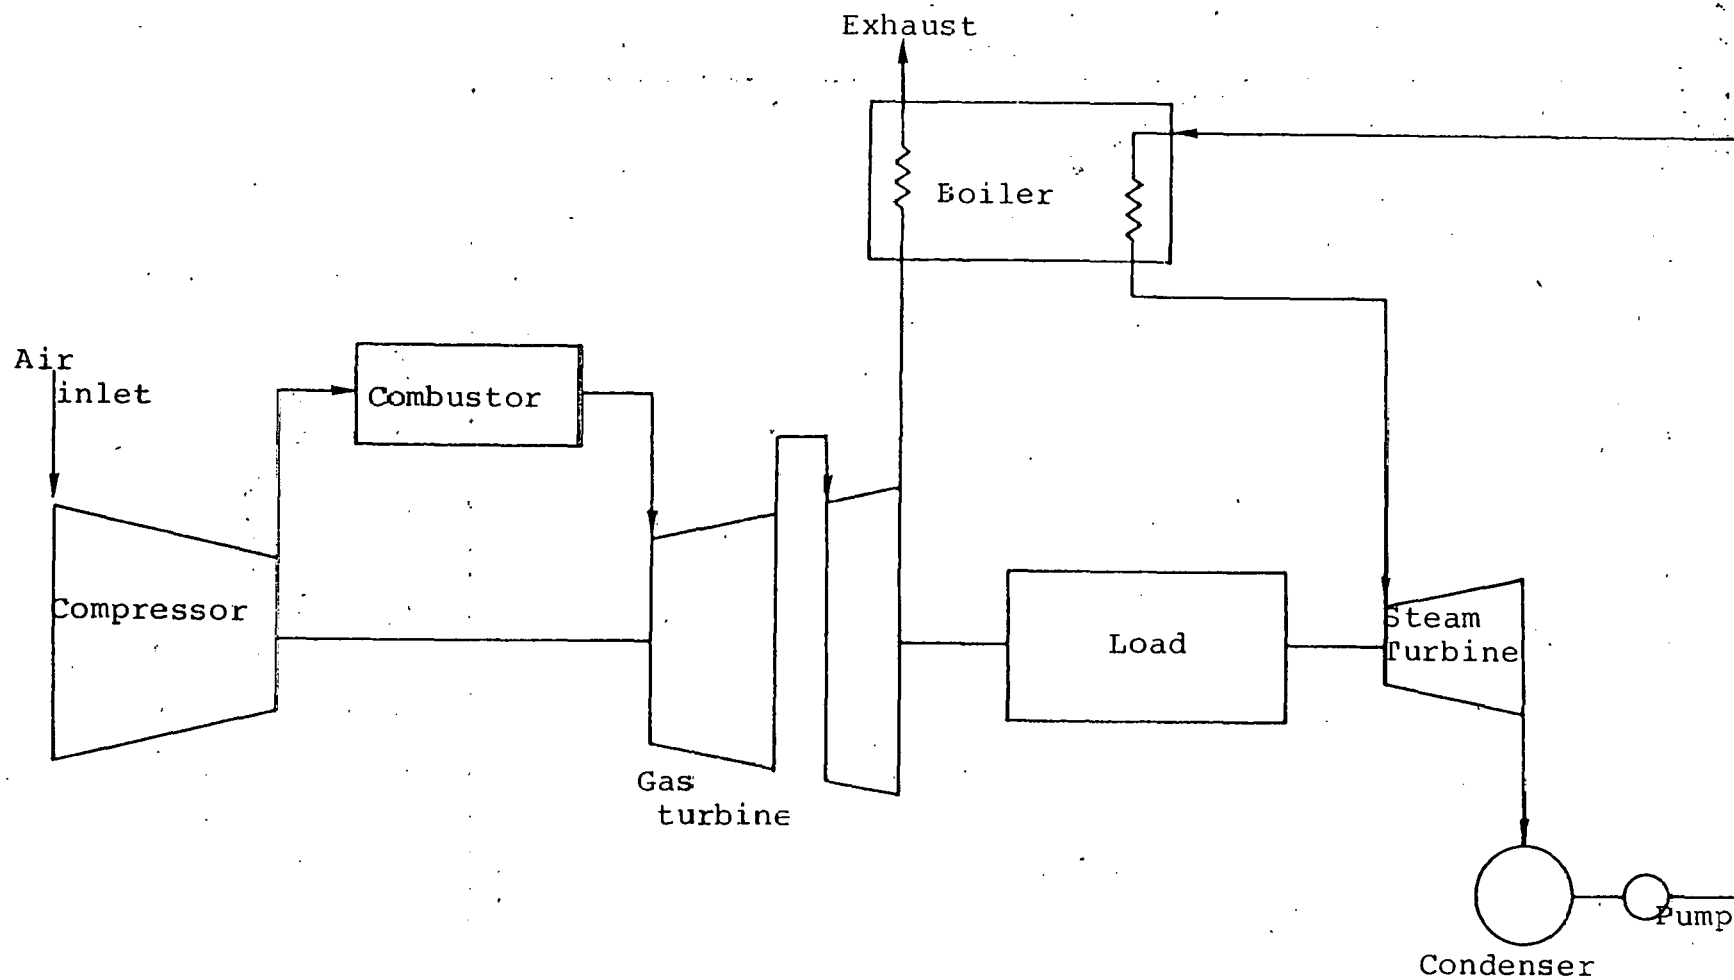 Exhaust
Boiler
Air
inlet
Combustor
Compressor
Load
Steam
Turbine
Gas
turbine
Pump
Condenser